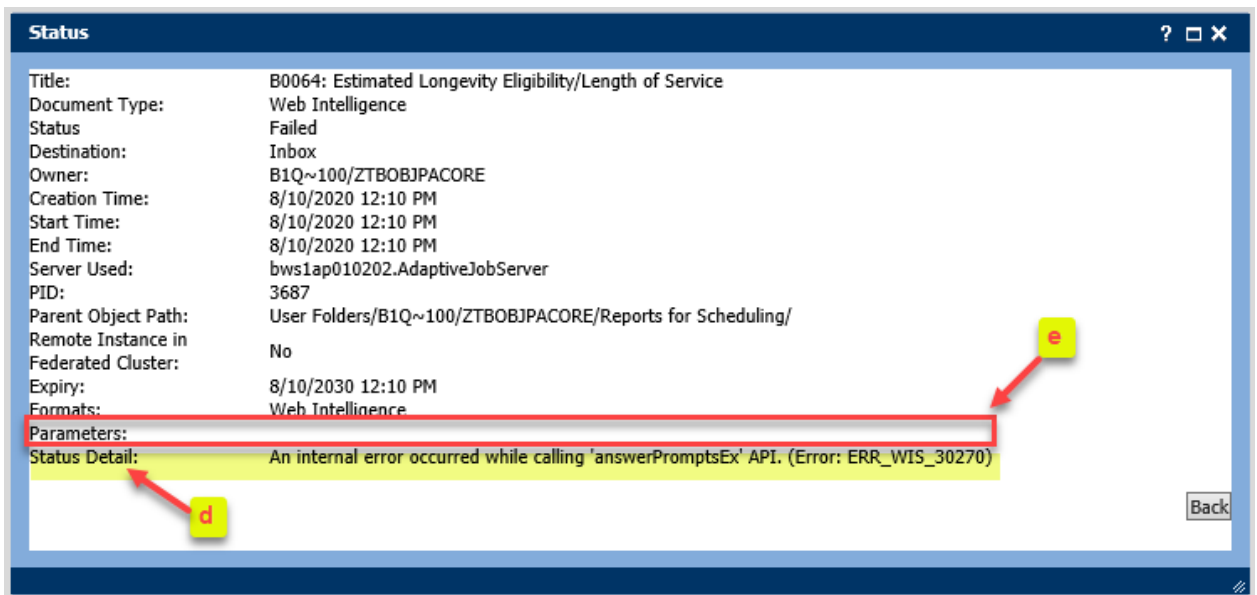 Status ?
Title: B0064: Estimated Longevity Eligibility/Length of Service
Document Type: Web Intelligence
Status Failed
Destination: Inbox
Owner: B1Q~100/ZTBOBJPACORE
Creation Time: 8/10/2020 12:10 PM
Start Time: 8/10/2020 12:10 PM
End Time: 8/10/2020 12:10 PM
Server Used: bws1ap010202.AdaptiveJobServer
PID: 3687
Parent Object Path: User Folders/B1Q~100/ZTBOBJPACORE/Reports for Scheduling/
Remote Instance in
Federated Cluster: No
e
Expiry: 8/10/2030 12:10 PM
Formats: Web Intelligence
Parameters:
Status Detail: An internal error occurred while calling 'answerPromptsEx' API. (Error: ERR_WIS_30270)
d
Back